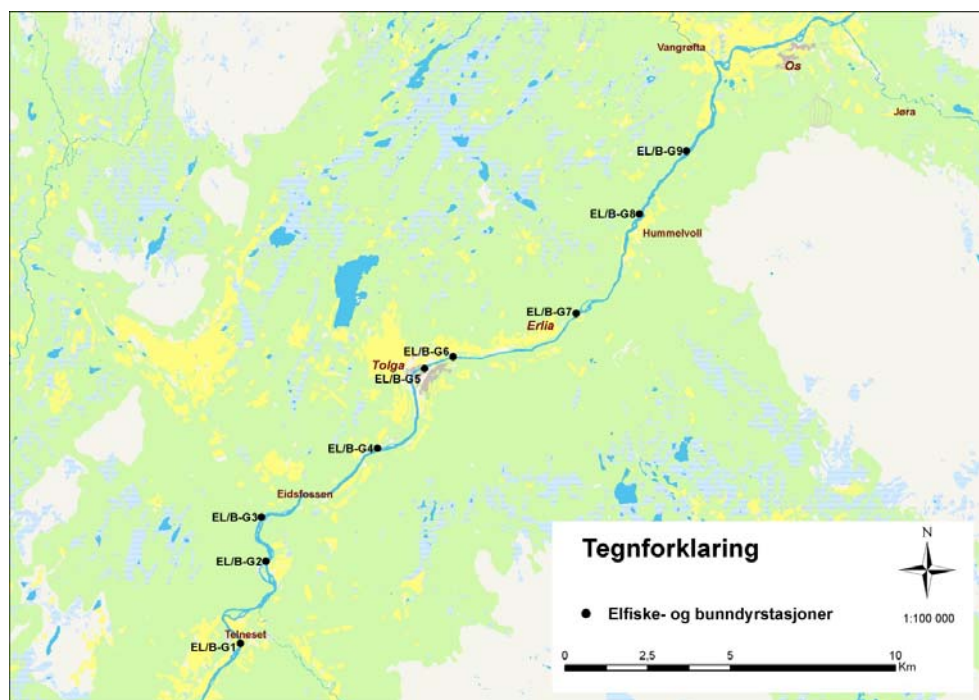 Vangrøfta
Os
Jøra
EL/B-G9
EL/B-G8
Hummelvoll
EL/B-G7
Erlia
EL/B-G6
Tolga
EL/B-G5
EL/B-G4
Eidsfossen
EL/B-G3
EL/B-G2
Telneset
EL/B-G1
Tegnforklaring
N
Elfiske- og bunndyrstasjoner
1:100 000
0 2,5 5 10
Km